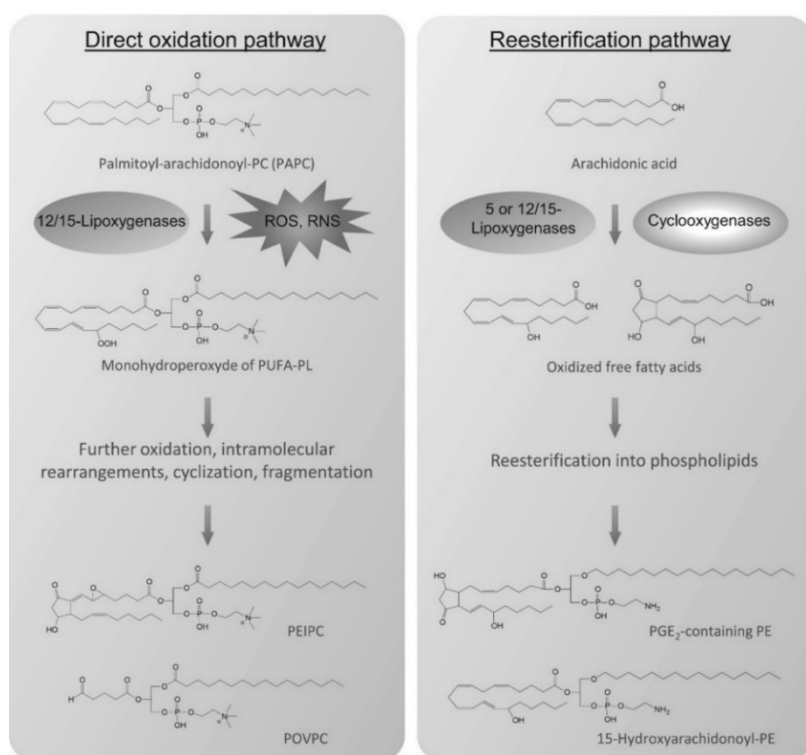 Direct oxidation pathway
Palmitoyl-arachidonoyl-PC (PAPC)
12/15-Lipoxygenases
ROS, RNS
OOH
Monohydroperoxyde of PUFA-PL
Further oxidation, intramolecular
rearrangements, cyclization, fragmentation
PEIPC
POVPC
Reesterification pathway
Arachidonic acid
5 or 12/15-
Lipoxygenases
Cyclooxygenases
Oxidized free fatty acids
Reesterification into phospholipids
PGE₂-containing PE
15-Hydroxyarachidonoyl-PE